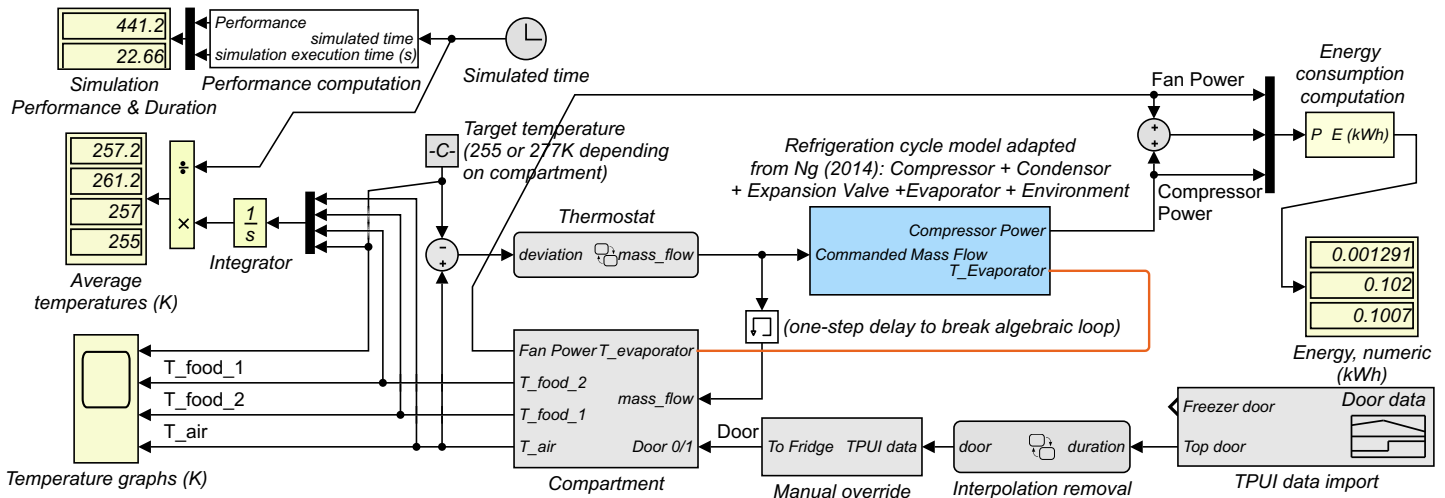 441.2
22.66
Simulation
Performance & Duration
Performance
simulated time
simulation execution time (s)
Performance computation
Simulated time
257.2
261.2
257
255
Average
temperatures (K)
÷
×
1
s
Integrator
-C-
Target temperature
(255 or 277K depending
on compartment)
−
+
Thermostat
deviation
mass_flow
Refrigeration cycle model adapted
from Ng (2014): Compressor + Condensor
+ Expansion Valve +Evaporator + Environment
Compressor Power
Commanded Mass Flow
T_Evaporator
Fan Power
+
+
Compressor
Power
Energy
consumption
computation
P E (kWh)
0.001291
0.102
0.1007
Energy, numeric
(kWh)
(one-step delay to break algebraic loop)
T_food_1
T_food_2
T_air
Temperature graphs (K)
Fan Power T_evaporator
T_food_2
mass_flow
T_food_1
T_air
Door 0/1
Compartment
Door
To Fridge TPUI data
Manual override
door duration
Interpolation removal
Freezer door
Door data
Top door
TPUI data import